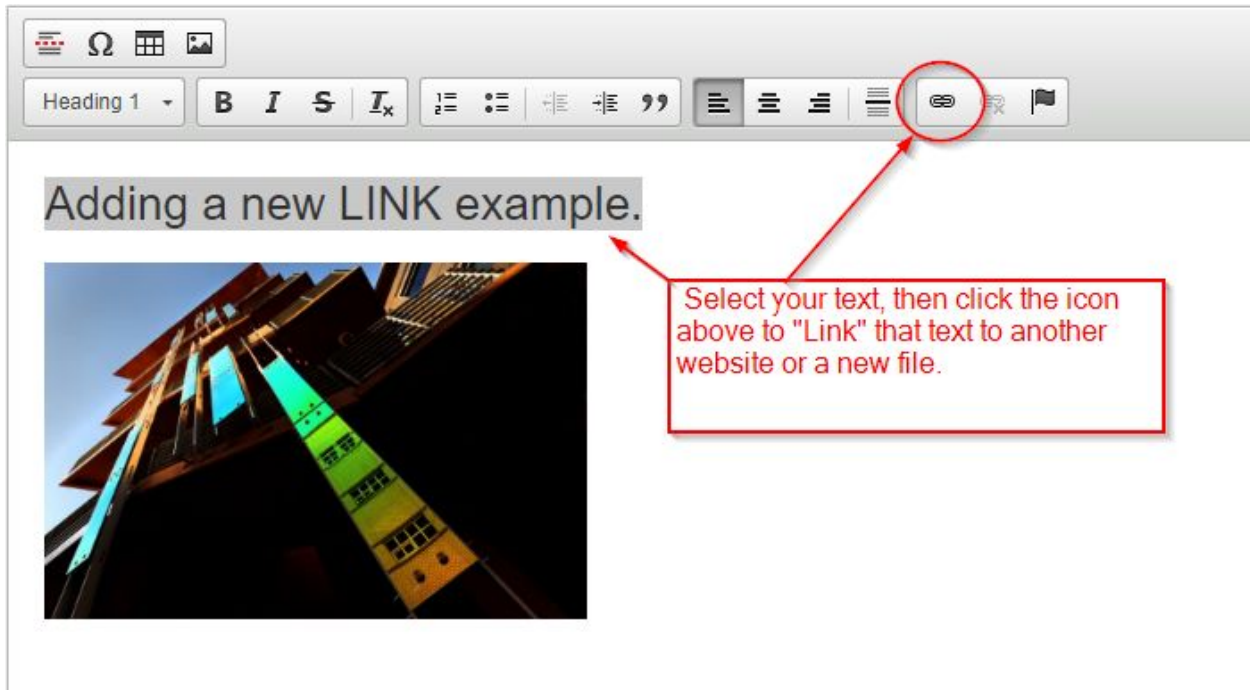 Heading 1
B I S Ix
Adding a new LINK example.
Select your text, then click the icon
above to "Link" that text to another
website or a new file.